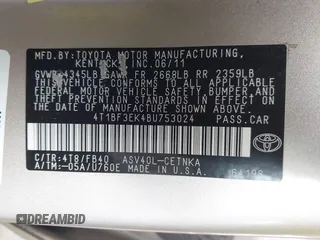 MFD. BY: TOYOTA MOTOR MANUFACTURING,
KENTUCKY, INC. 06/11
GVWR 4345LB GAWR FR 2668LB RR 2359LB
THIS VEHICLE CONFORMS TO ALL APPLICABLE
FEDERAL MOTOR VEHICLE SAFETY, BUMPER, AND
THEFT PREVENTION STANDARDS IN EFFECT ON
THE DATE OF MANUFACTURE SHOWN ABOVE.
4T1BF3EK4BU753024 PASS.CAR
C/TR:4T8/FB40 ASV40L-CETNKA
A/TM:-05A/U760E MADE IN U.S.A.
64198
TOYOTA
DREAMBID